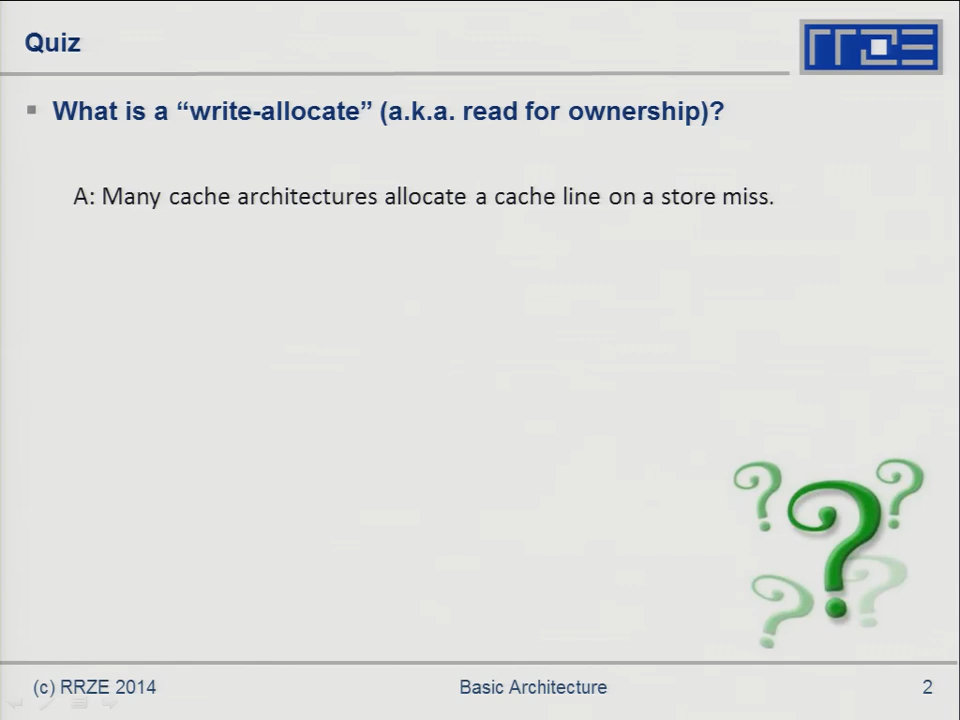 Quiz
RRZE
What is a “write-allocate” (a.k.a. read for ownership)?
A: Many cache architectures allocate a cache line on a store miss.
(c) RRZE 2014
Basic Architecture
2